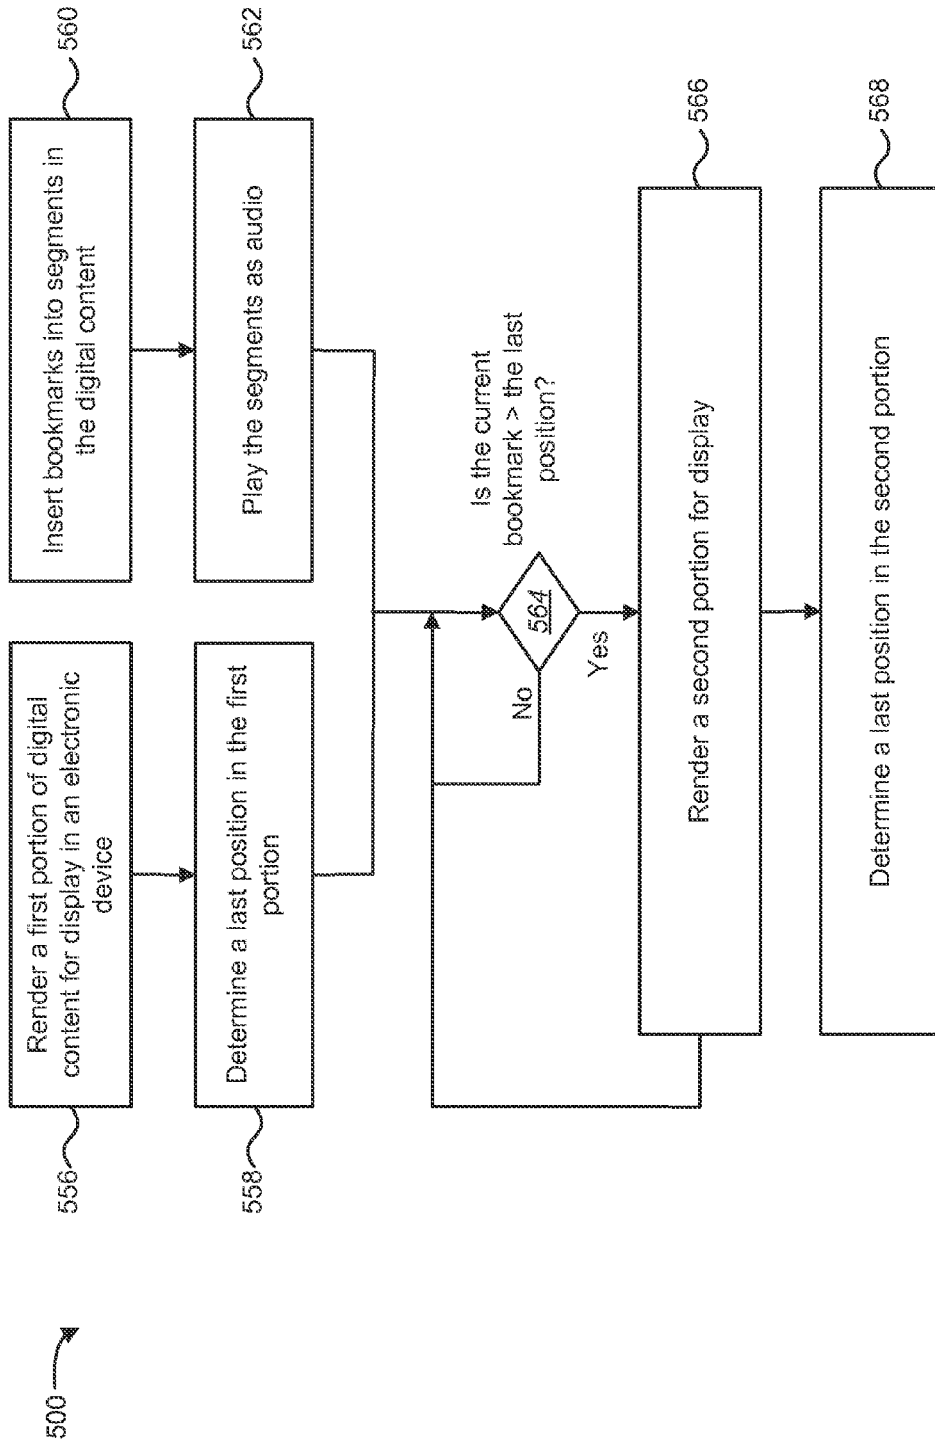 500
556
Render a first portion of digital
content for display in an electronic
device
560
Insert bookmarks into segments in
the digital content
558
Determine a last position in the first
portion
562
Play the segments as audio
564
Is the current
bookmark > the last
position?
No
Yes
566
Render a second portion for display
568
Determine a last position in the second portion